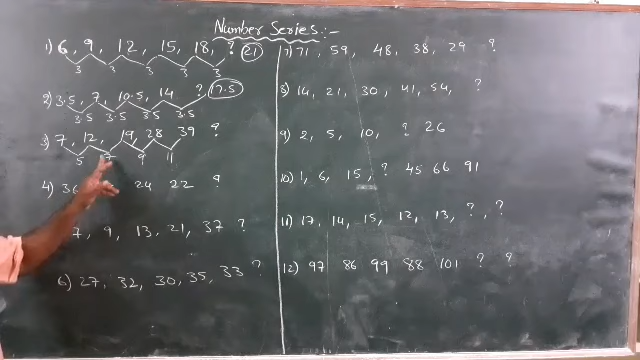 Number Series:-
1) 6, 9, 12, 15, 18, ? 21
3 3 3 3 3
2) 3.5, 7, 10.5, 14 ? 17.5
3.5 3.5 3.5 3.5
3) 7, 12, 19, 28 39 ?
5 7 9 11
4) 36 24 22 ?
7, 9, 13, 21, 37 ?
6) 27, 32, 30, 35, 33 ?
7) 71, 59, 48, 38, 29 ?
8) 14, 21, 30, 41, 54, ?
9) 2, 5, 10, ? 26
10) 1, 6, 15, ? 45 66 91
11) 17, 14, 15, 12, 13, ?, ?
12) 97 86 99 88 101 ? ?